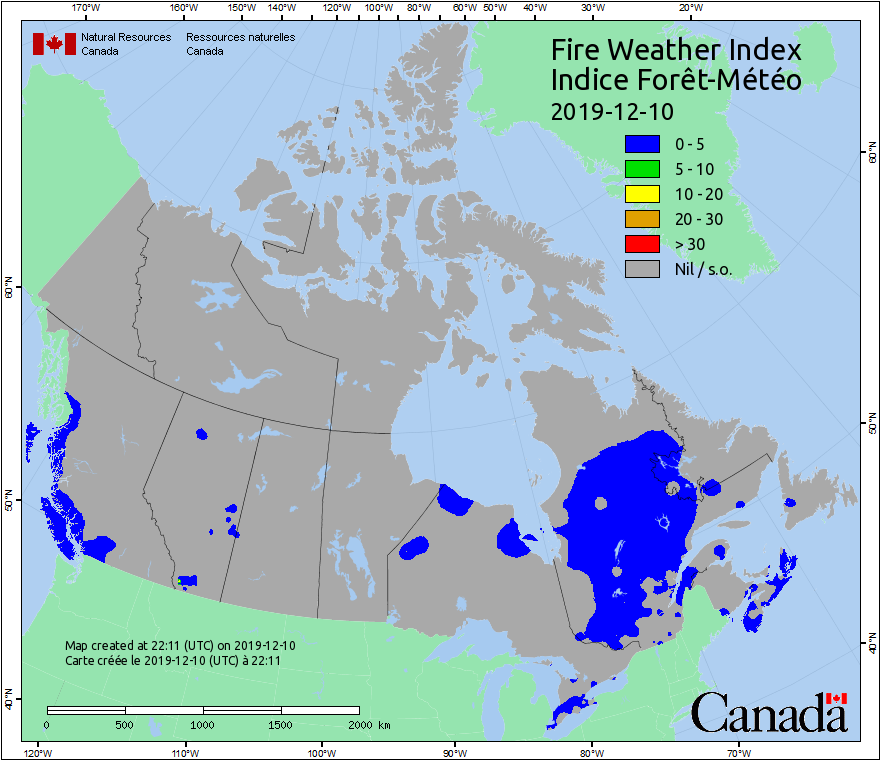 170°W 160°W 150°W 140°W 130°W 120°W 110°W 100°W 90°W 80°W 70°W 60°W 50°W 40°W 30°W 20°W
Natural Resources Canada
Ressources naturelles Canada
Fire Weather Index
Indice Forêt-Météo
2019-12-10
0 - 5
5 - 10
10 - 20
20 - 30
> 30
Nil / s.o.
60°N
60°N
50°N
50°N
40°N
40°N
Map created at 22:11 (UTC) on 2019-12-10
Carte créée le 2019-12-10 (UTC) à 22:11
0 500 1000 1500 2000 km
Canada
120°W 110°W 100°W 90°W 80°W 70°W